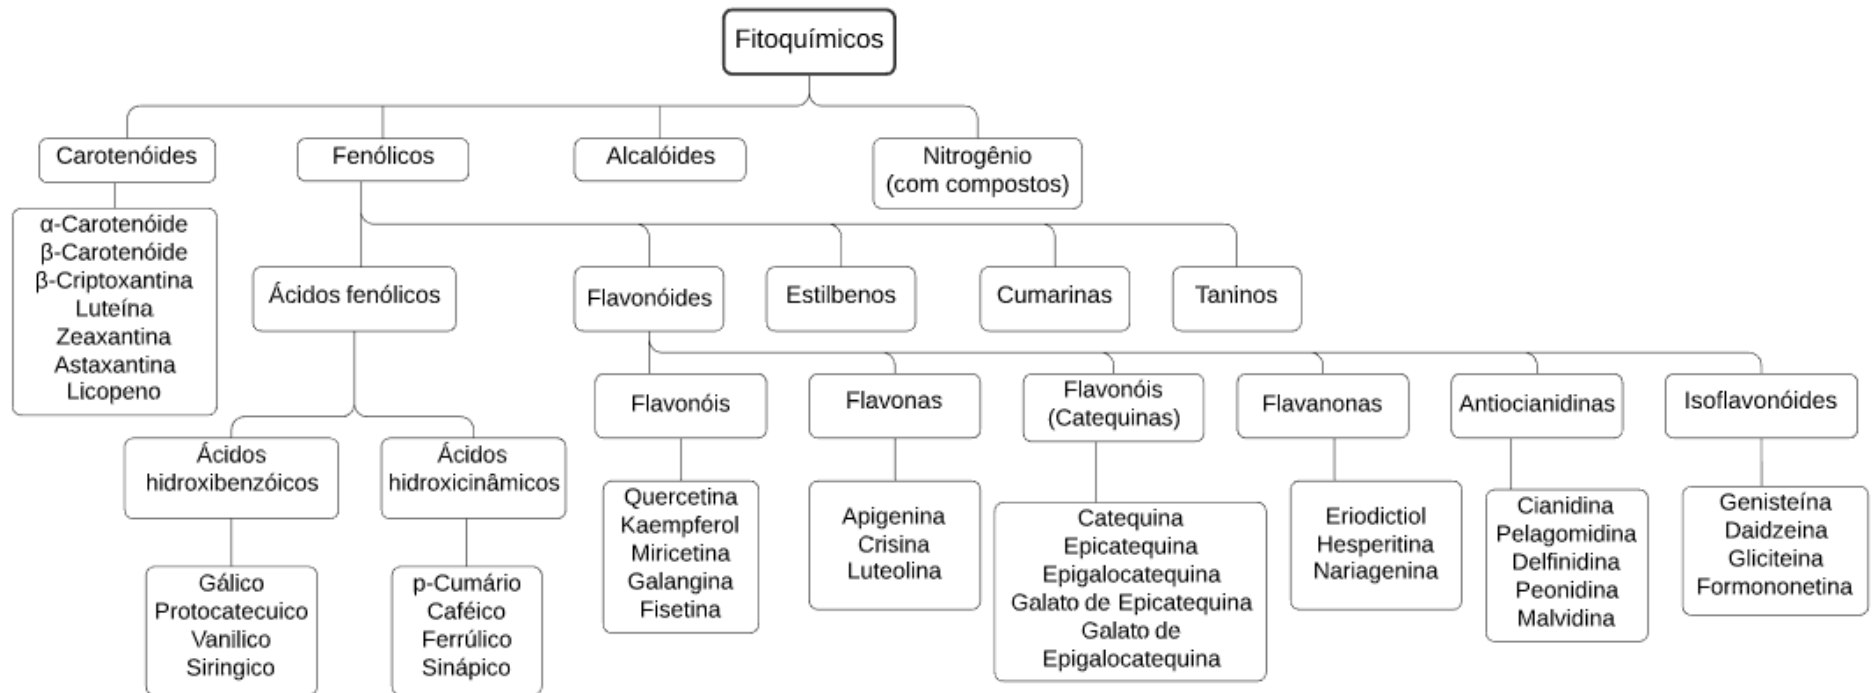 Fitoquímicos
Carotenóides
Fenólicos
Alcalóides
Nitrogênio
(com compostos)
α-Carotenóide
β-Carotenóide
β-Criptoxantina
Luteína
Zeaxantina
Astaxantina
Licopeno
Ácidos fenólicos
Flavonóides
Estilbenos
Cumarinas
Taninos
Ácidos
hidroxibenzóicos
Ácidos
hidroxicinâmicos
Flavonóis
Flavonas
Flavonóis
(Catequinas)
Flavanonas
Antiocianidinas
Isoflavonóides
Gálico
Protocatecuico
Vanilico
Siringico
p-Cumário
Caféico
Ferrúlico
Sinápico
Quercetina
Kaempferol
Miricetina
Galangina
Fisetina
Apigenina
Crisina
Luteolina
Catequina
Epicatequina
Epigalocatequina
Galato de Epicatequina
Galato de
Epigalocatequina
Eriodictiol
Hesperitina
Nariagenina
Cianidina
Pelagomidina
Delfinidina
Peonidina
Malvidina
Genisteína
Daidzeina
Gliciteina
Formononetina